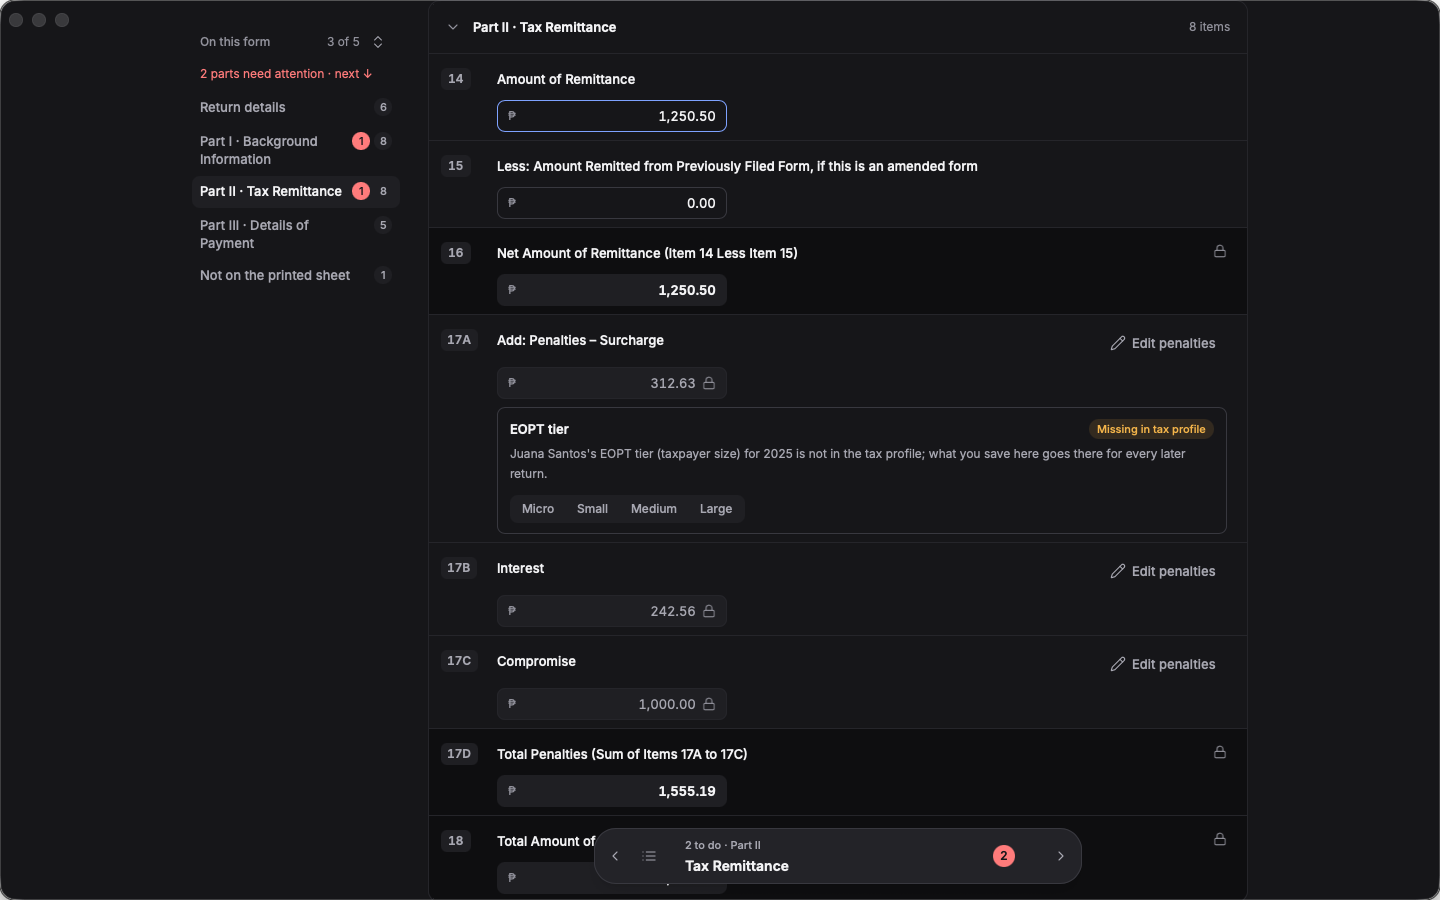 On this form
3 of 5
2 parts need attention · next ↓
Return details
6
Part I · Background
Information
1
8
Part II · Tax Remittance
1
8
Part III · Details of
Payment
5
Not on the printed sheet
1
Part II · Tax Remittance
8 items
14
Amount of Remittance
₱ 1,250.50
15
Less: Amount Remitted from Previously Filed Form, if this is an amended form
₱ 0.00
16
Net Amount of Remittance (Item 14 Less Item 15)
₱ 1,250.50
17A
Add: Penalties – Surcharge
Edit penalties
₱ 312.63
EOPT tier
Missing in tax profile
Juana Santos's EOPT tier (taxpayer size) for 2025 is not in the tax profile; what you save here goes there for every later
return.
Micro Small Medium Large
17B
Interest
Edit penalties
₱ 242.56
17C
Compromise
Edit penalties
₱ 1,000.00
17D
Total Penalties (Sum of Items 17A to 17C)
₱ 1,555.19
18
Total Amount of
₱
2 to do · Part II
Tax Remittance
2